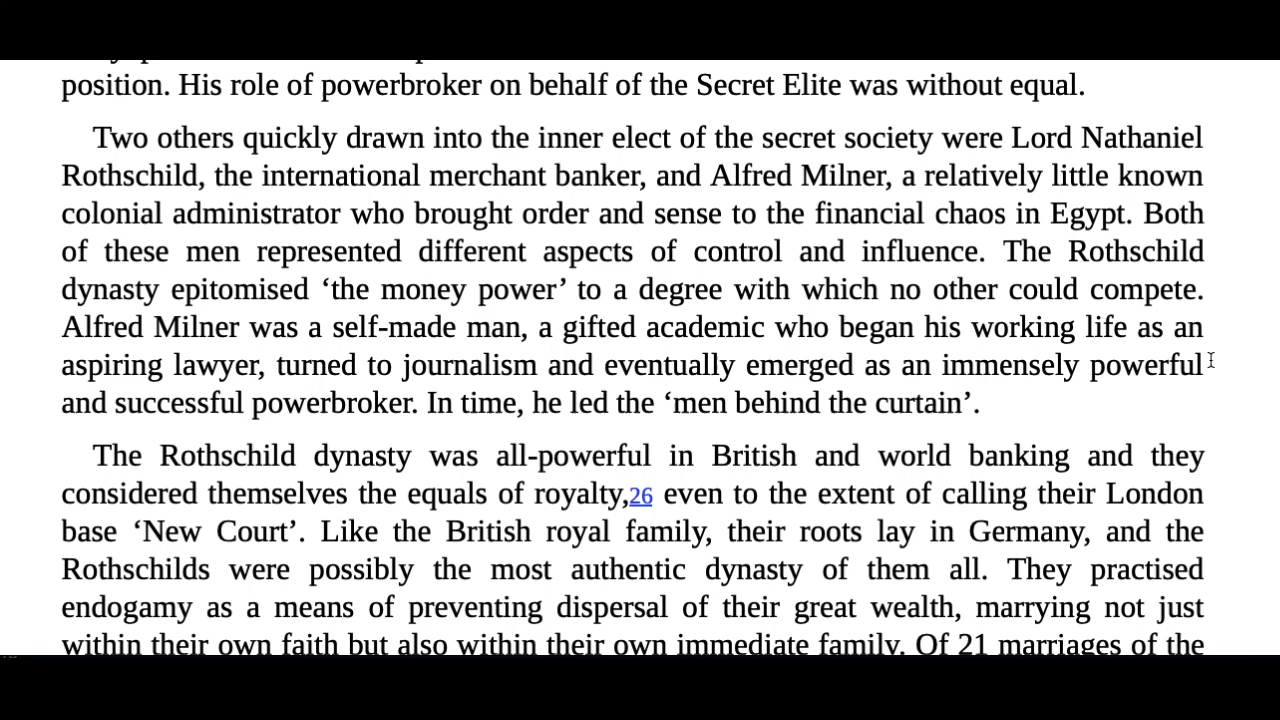 position. His role of powerbroker on behalf of the Secret Elite was without equal.
Two others quickly drawn into the inner elect of the secret society were Lord Nathaniel
Rothschild, the international merchant banker, and Alfred Milner, a relatively little known
colonial administrator who brought order and sense to the financial chaos in Egypt. Both
of these men represented different aspects of control and influence. The Rothschild
dynasty epitomised ‘the money power’ to a degree with which no other could compete.
Alfred Milner was a self-made man, a gifted academic who began his working life as an
aspiring lawyer, turned to journalism and eventually emerged as an immensely powerful
and successful powerbroker. In time, he led the ‘men behind the curtain’.
The Rothschild dynasty was all-powerful in British and world banking and they
considered themselves the equals of royalty,26 even to the extent of calling their London
base ‘New Court’. Like the British royal family, their roots lay in Germany, and the
Rothschilds were possibly the most authentic dynasty of them all. They practised
endogamy as a means of preventing dispersal of their great wealth, marrying not just
within their own faith but also within their own immediate family. Of 21 marriages of the